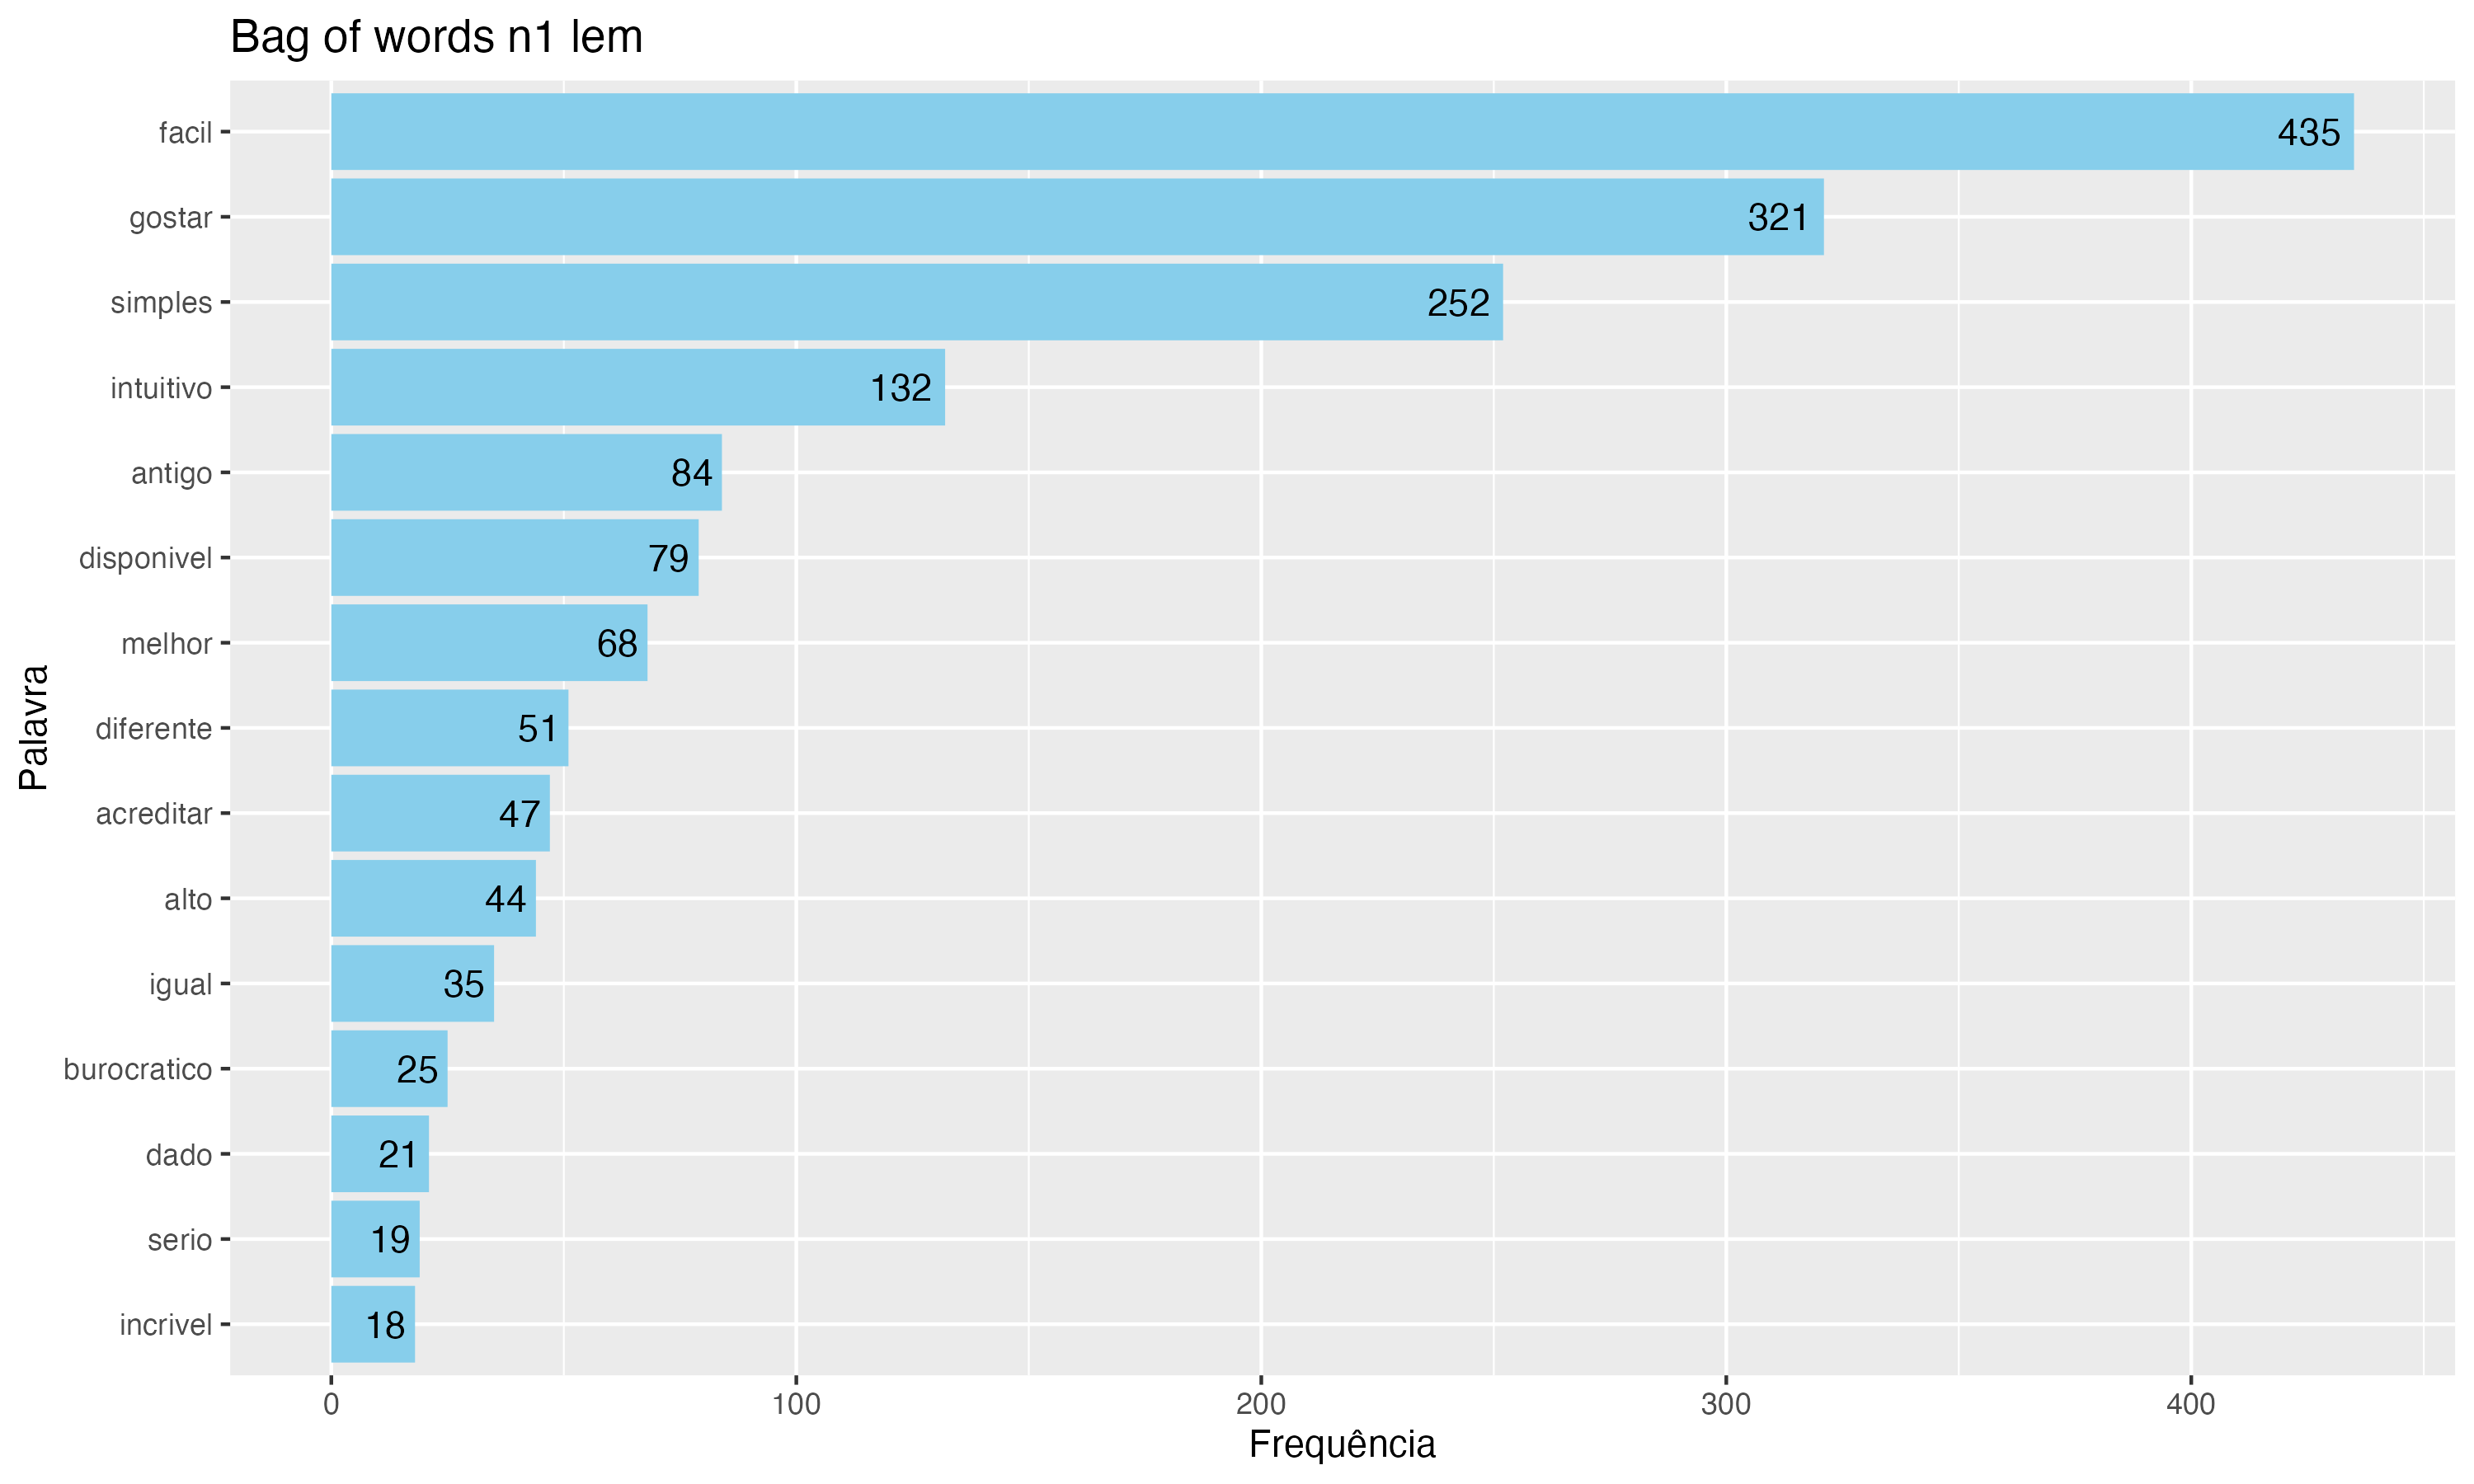 Bag of words n1 lem
facil 435
gostar 321
simples 252
intuitivo 132
antigo 84
disponivel 79
melhor 68
diferente 51
acreditar 47
alto 44
igual 35
burocratico 25
dado 21
serio 19
incrivel 18
Palavra
0 100 200 300 400
Frequência